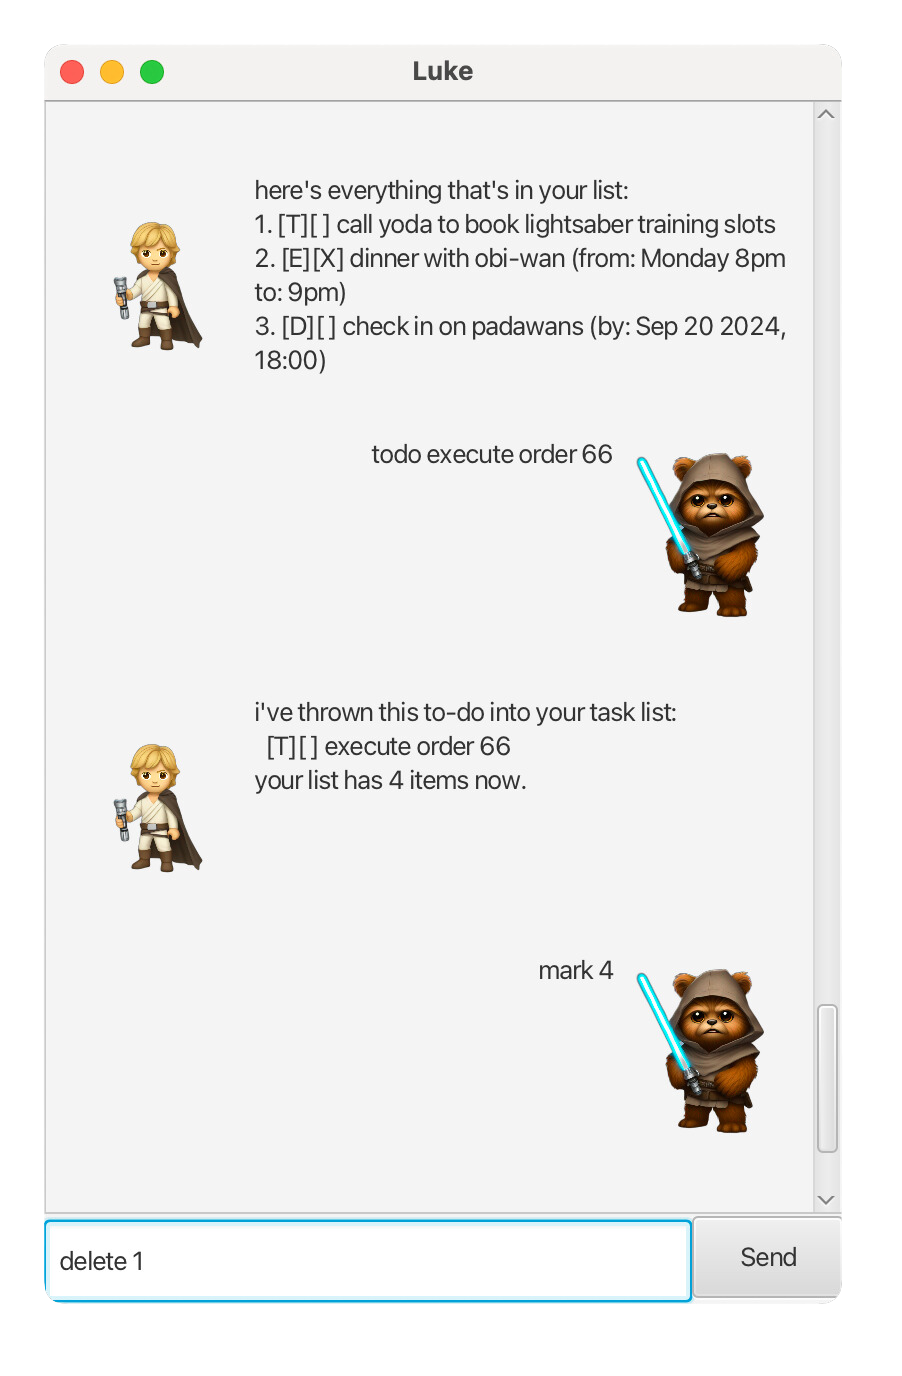 Luke
here's everything that's in your list:
1. [T][ ] call yoda to book lightsaber training slots
2. [E][X] dinner with obi-wan (from: Monday 8pm
to: 9pm)
3. [D][ ] check in on padawans (by: Sep 20 2024,
18:00)
todo execute order 66
i've thrown this to-do into your task list:
[T][ ] execute order 66
your list has 4 items now.
mark 4
delete 1
Send